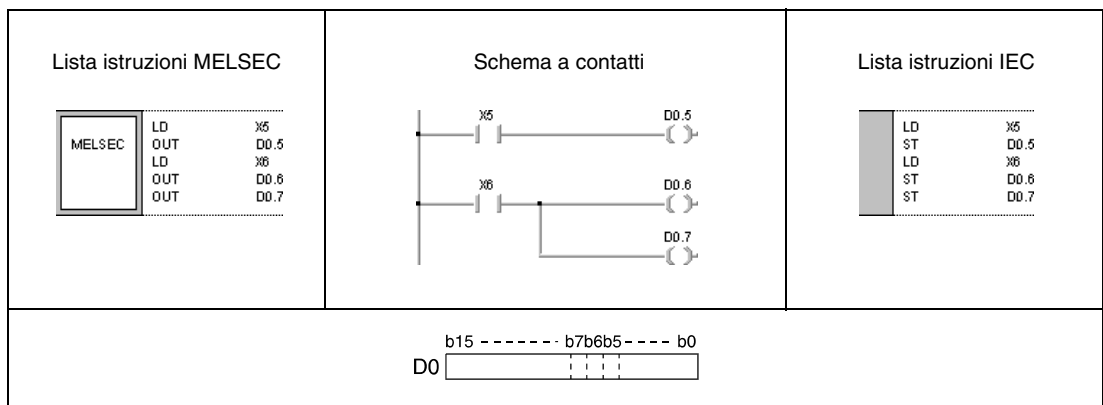 Lista istruzioni MELSEC
MELSEC
LD X5
OUT D0.5
LD X6
OUT D0.6
OUT D0.7
Schema a contatti
X5 D0.5
X6 D0.6
D0.7
Lista istruzioni IEC
LD X5
ST D0.5
LD X6
ST D0.6
ST D0.7
b15 - - - - - - - b7b6b5 - - - - b0
D0